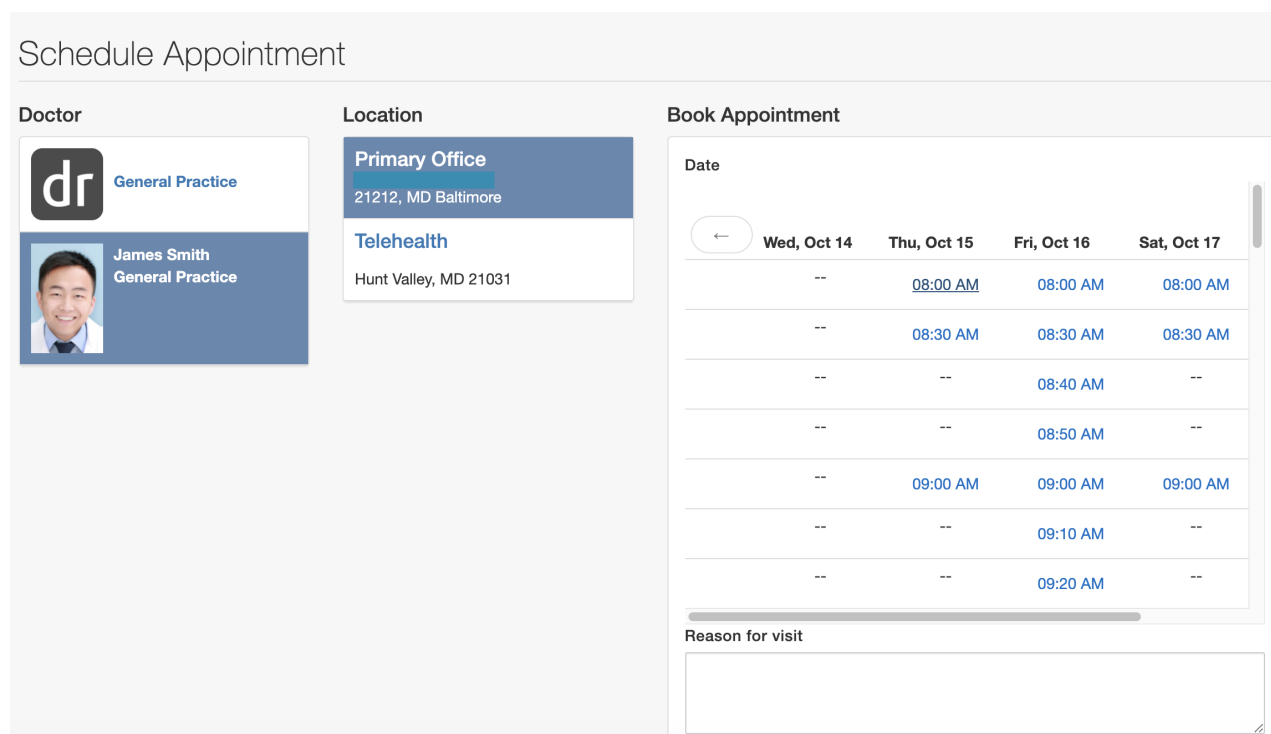 Schedule Appointment
Doctor
dr
General Practice
James Smith
General Practice
Location
Primary Office
21212, MD Baltimore
Telehealth
Hunt Valley, MD 21031
Book Appointment
Date
← Wed, Oct 14 Thu, Oct 15 Fri, Oct 16 Sat, Oct 17
-- 08:00 AM 08:00 AM 08:00 AM
-- 08:30 AM 08:30 AM 08:30 AM
-- -- 08:40 AM --
-- -- 08:50 AM --
-- 09:00 AM 09:00 AM 09:00 AM
-- -- 09:10 AM --
-- -- 09:20 AM --
Reason for visit